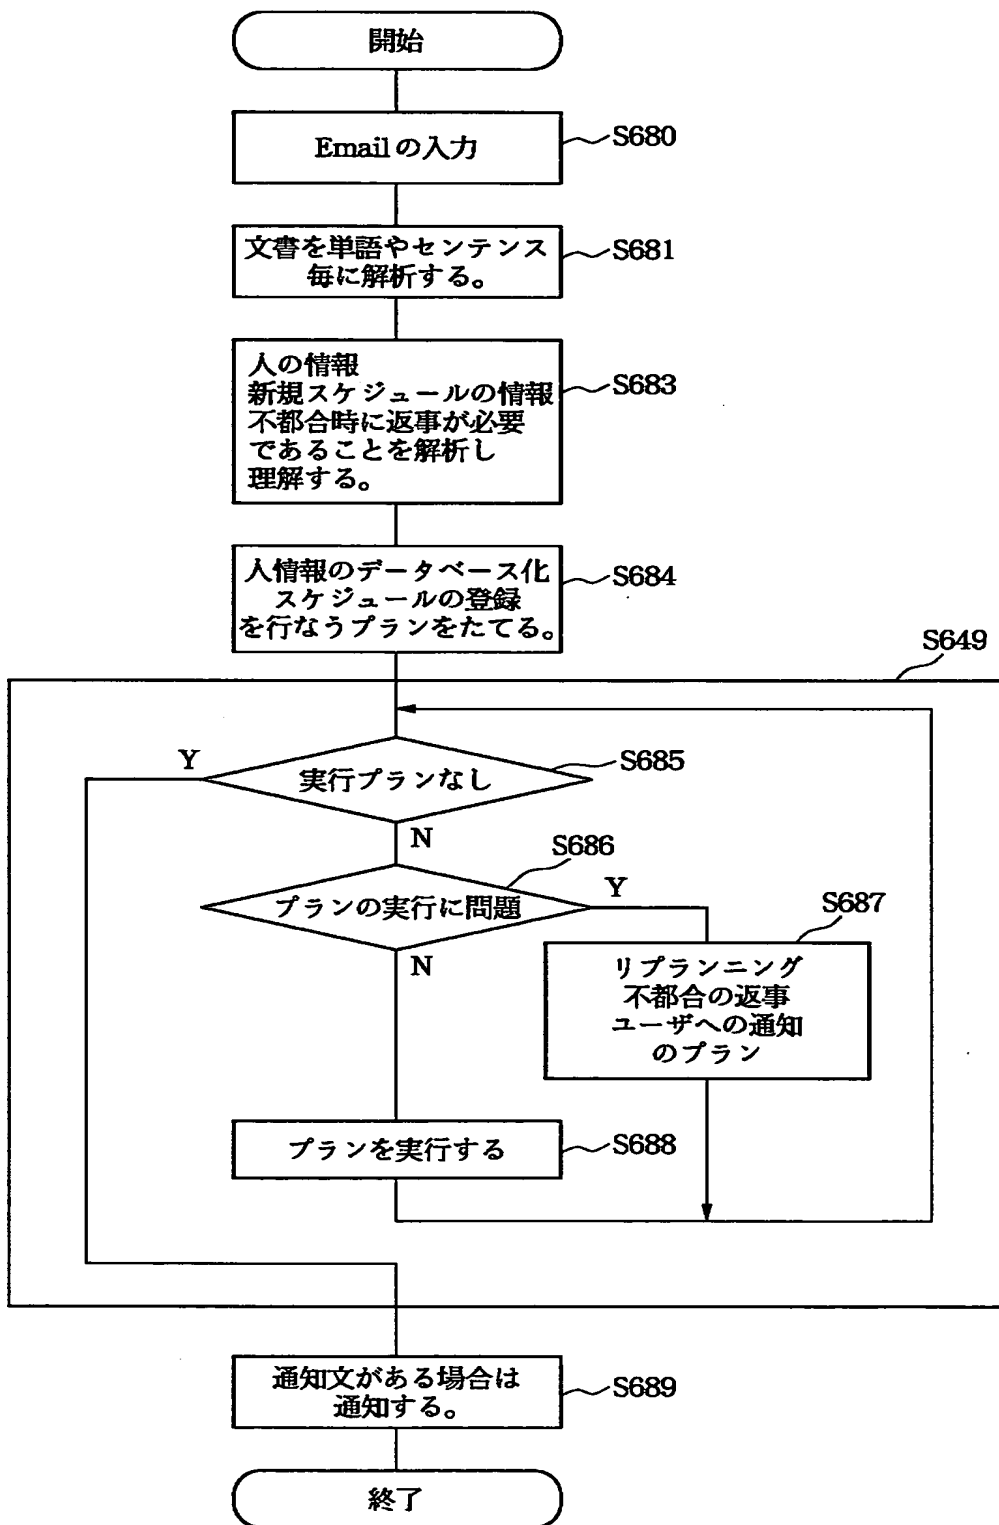 開始
Emailの入力
S680
文書を単語やセンテンス
毎に解析する。
S681
人の情報
新規スケジュールの情報
不都合時に返事が必要
であることを解析し
理解する。
S683
人情報のデータベース化
スケジュールの登録
を行なうプランをたてる。
S684
S649
実行プランなし
S685
Y
N
プランの実行に問題
S686
Y
N
リプランニング
不都合の返事
ユーザへの通知
のプラン
S687
プランを実行する
S688
通知文がある場合は
通知する。
S689
終了